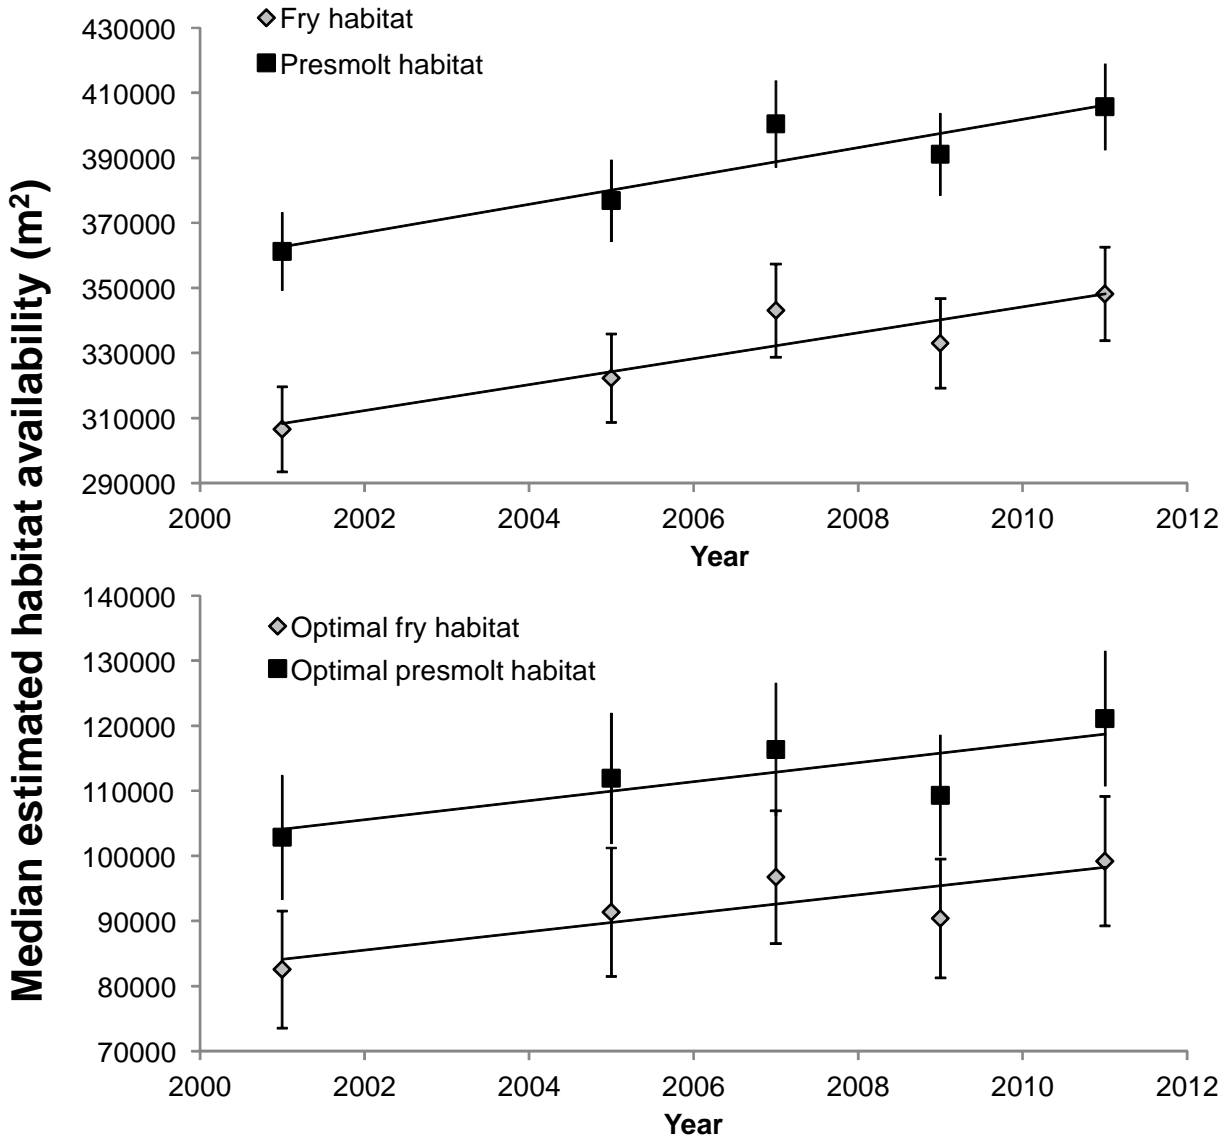 Median estimated habitat availability (m²)
430000
410000
390000
370000
350000
330000
310000
290000
Fry habitat
Presmolt habitat
2000 2002 2004 2006 2008 2010 2012
Year
140000
130000
120000
110000
100000
90000
80000
70000
Optimal fry habitat
Optimal presmolt habitat
2000 2002 2004 2006 2008 2010 2012
Year